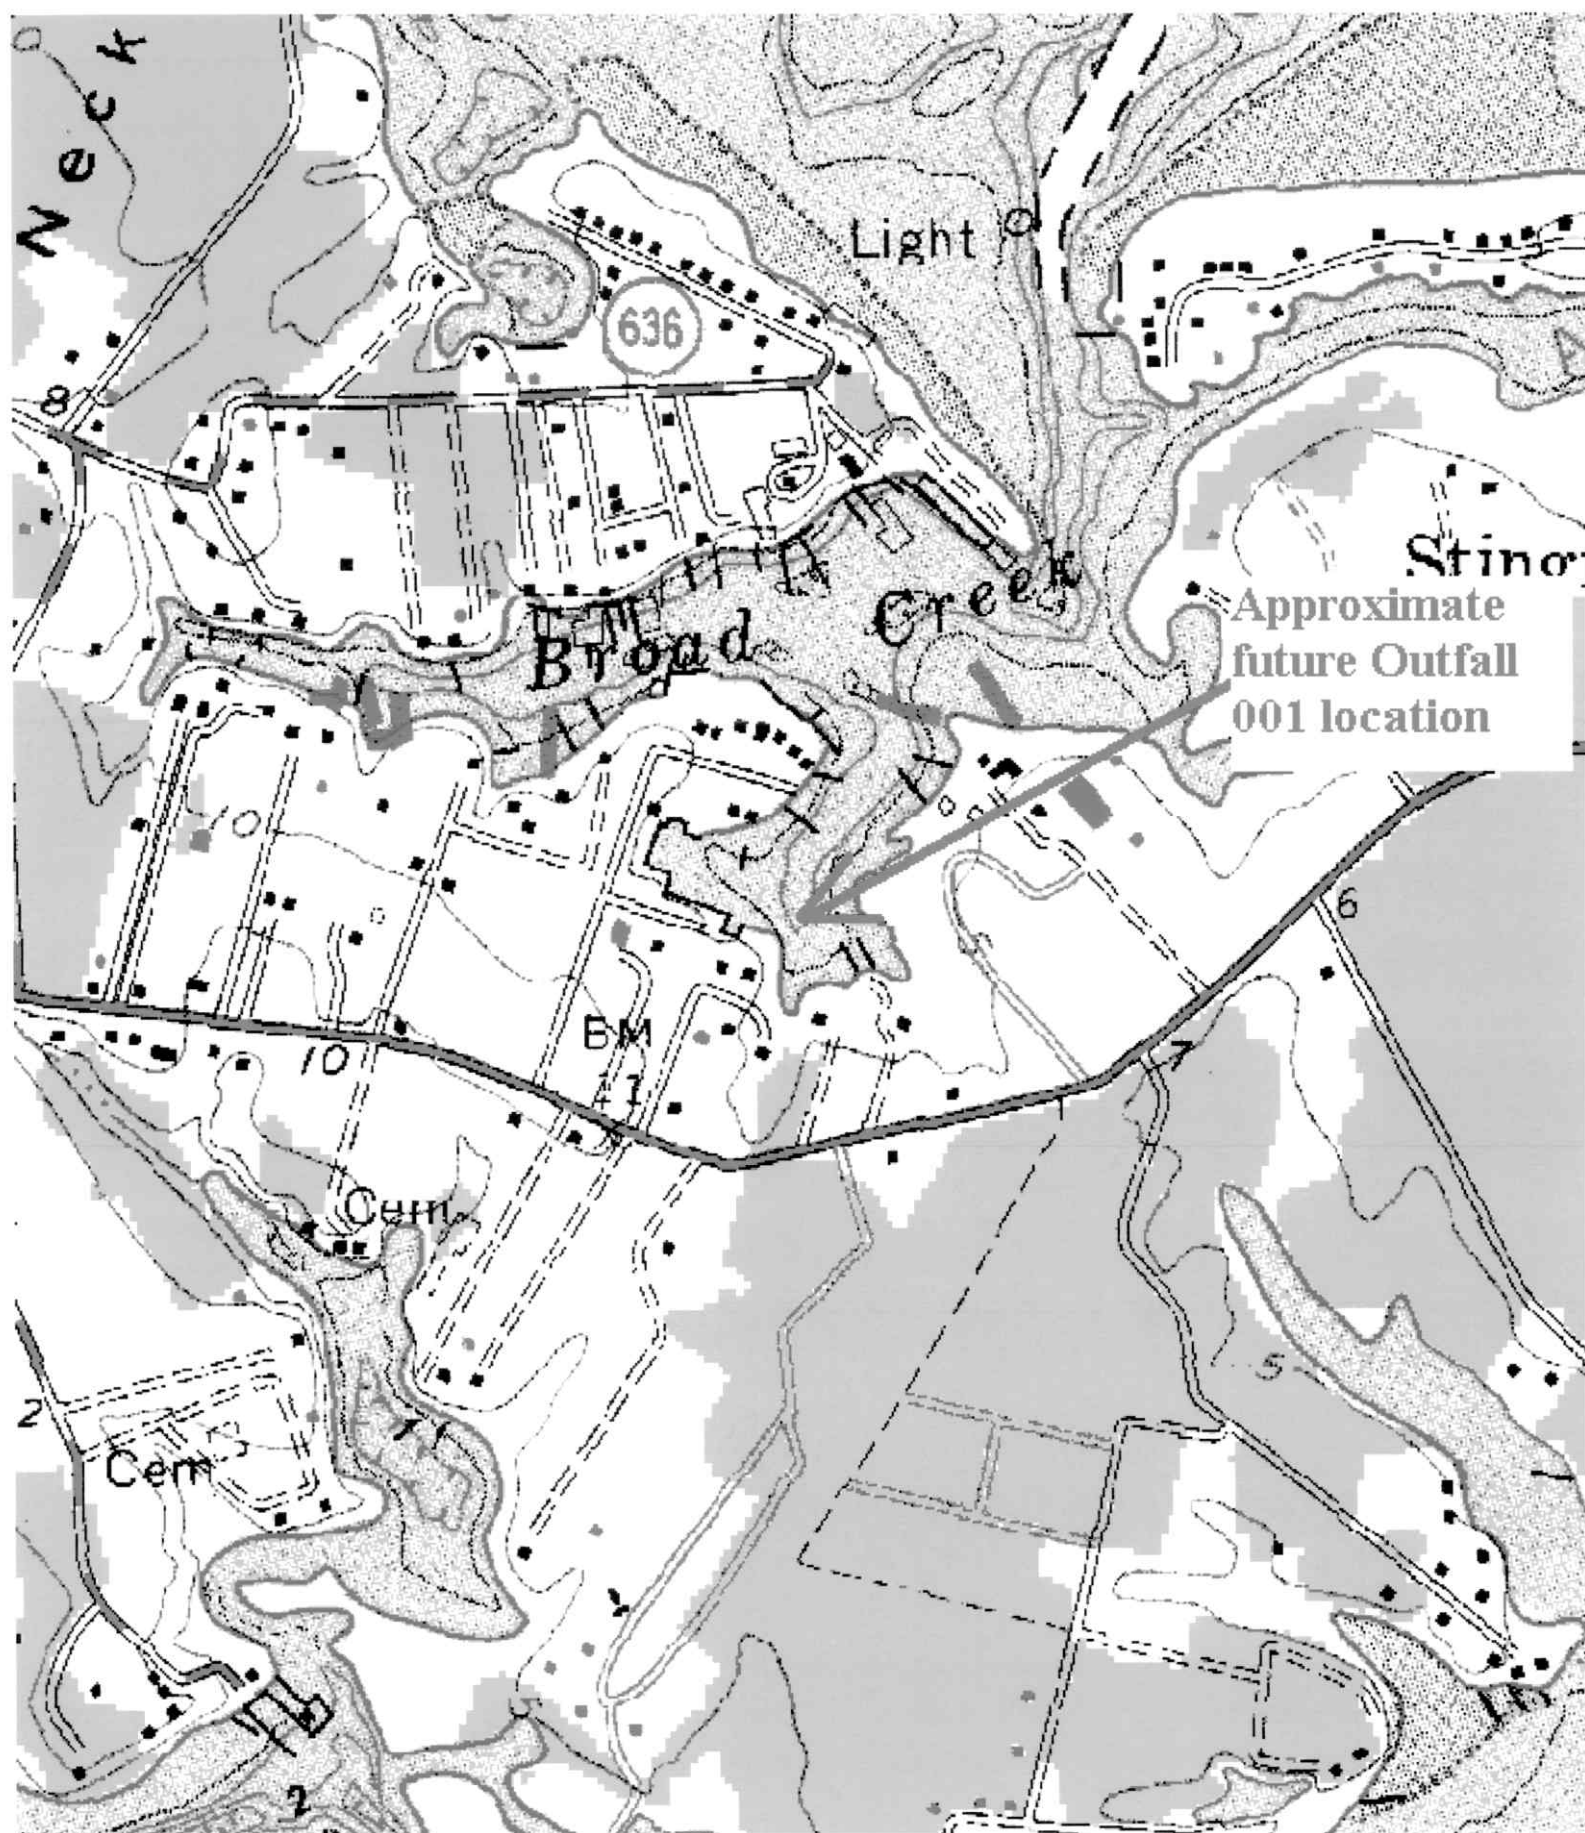 Neck
Light
636
8
Broad Creek
Sting
Approximate
future Outfall
001 location
10
6
BM
10
7
Cem
5
2
Cem
2